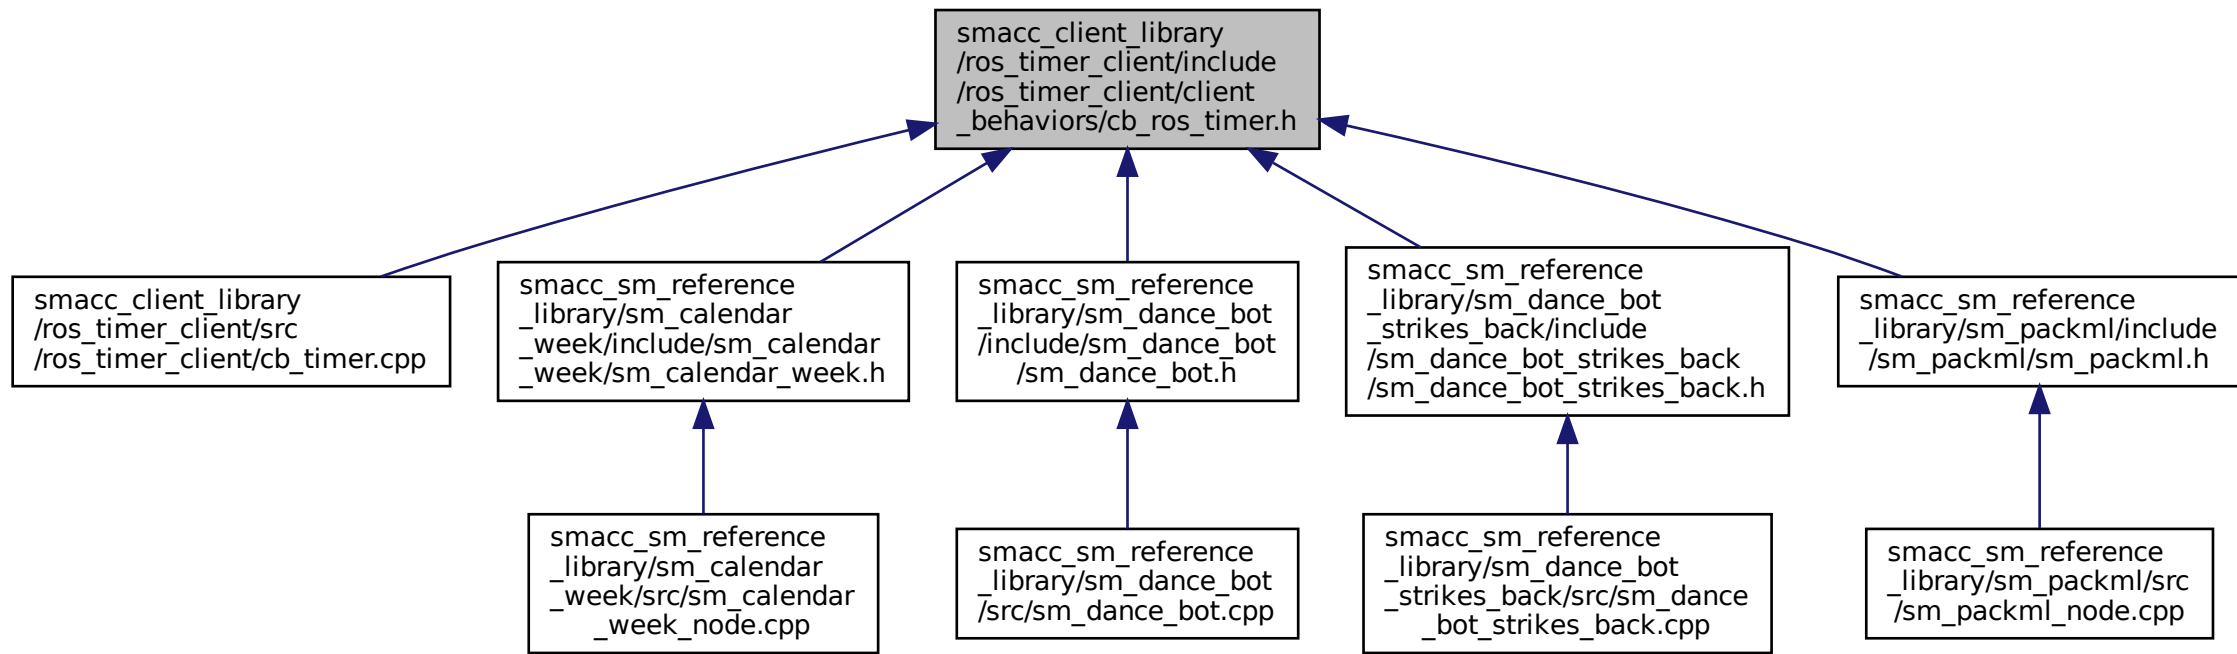 smacc_client_library
/ros_timer_client/include
/ros_timer_client/client
_behaviors/cb_ros_timer.h
smacc_client_library
/ros_timer_client/src
/ros_timer_client/cb_timer.cpp
smacc_sm_reference
_library/sm_calendar
_week/include/sm_calendar
_week/sm_calendar_week.h
smacc_sm_reference
_library/sm_dance_bot
/include/sm_dance_bot
/sm_dance_bot.h
smacc_sm_reference
_library/sm_dance_bot
_strikes_back/include
/sm_dance_bot_strikes_back
/sm_dance_bot_strikes_back.h
smacc_sm_reference
_library/sm_packml/include
/sm_packml/sm_packml.h
smacc_sm_reference
_library/sm_calendar
_week/src/sm_calendar
_week_node.cpp
smacc_sm_reference
_library/sm_dance_bot
/src/sm_dance_bot.cpp
smacc_sm_reference
_library/sm_dance_bot
_strikes_back/src/sm_dance
_bot_strikes_back.cpp
smacc_sm_reference
_library/sm_packml/src
/sm_packml_node.cpp